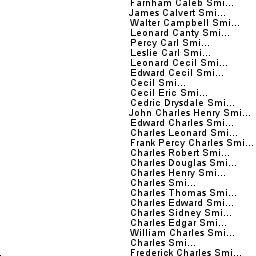 Farnham Caleb Smi...
James Calvert Smi...
Walter Campbell Smi...
Leonard Canty Smi...
Percy Carl Smi...
Leslie Carl Smi...
Leonard Cecil Smi...
Edward Cecil Smi...
Cecil Smi...
Cecil Eric Smi...
Cedric Drysdale Smi...
John Charles Henry Smi...
Edward Charles Smi...
Charles Leonard Smi...
Frank Percy Charles Smi...
Charles Robert Smi...
Charles Douglas Smi...
Charles Henry Smi...
Charles Smi...
Charles Thomas Smi...
Charles Edward Smi...
Charles Sidney Smi...
Charles Edgar Smi...
William Charles Smi...
Charles Smi...
Frederick Charles Smi...